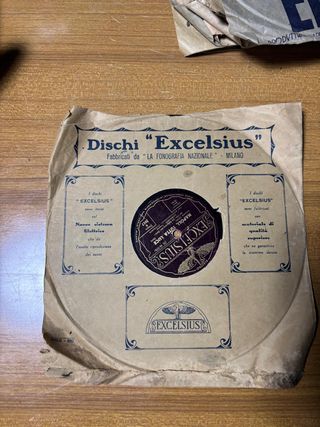 Dischi "Excelsius"
Fabbricati da "LA FONOGRAFIA NAZIONALE" - MILANO
I dischi
"EXCELSIUS"
sono incisi
col
Nuovo sistema
Elettrico
che dà
l'esatta riproduzione
dei suoni
I dischi
"EXCELSIUS"
sono fabbricati
con
materiale di
qualità
superiore
che ne garantisce
la massima durata
EXCELSIUS
EXCELSIUS